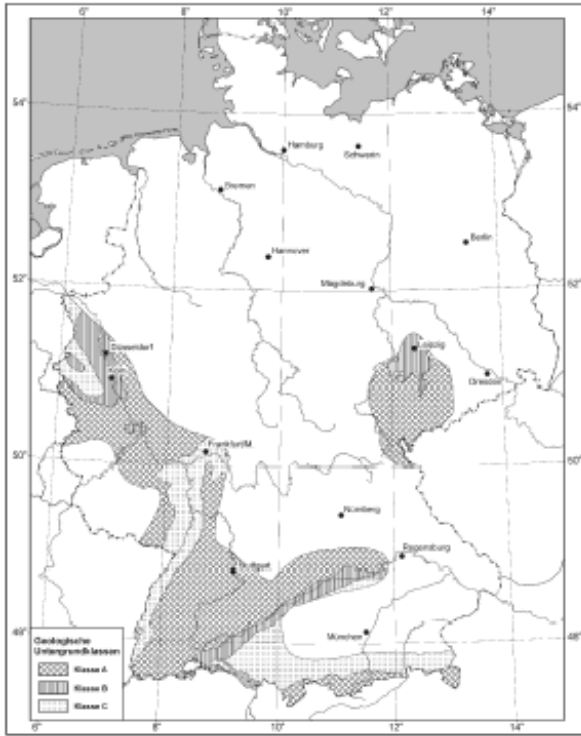 6° 8° 10° 12° 14°
54° 54°
Hamburg
Schwerin
Bremen
Berlin
Hannover
Magdeburg
52° 52°
Düsseldorf
Leipzig
Dresden
50° 50°
Frankfurt/M.
Nürnberg
Regensburg
Stuttgart
München
48° 48°
Geologische
Untergrundklassen
Klasse A
Klasse B
Klasse C
6° 8° 10° 12° 14°